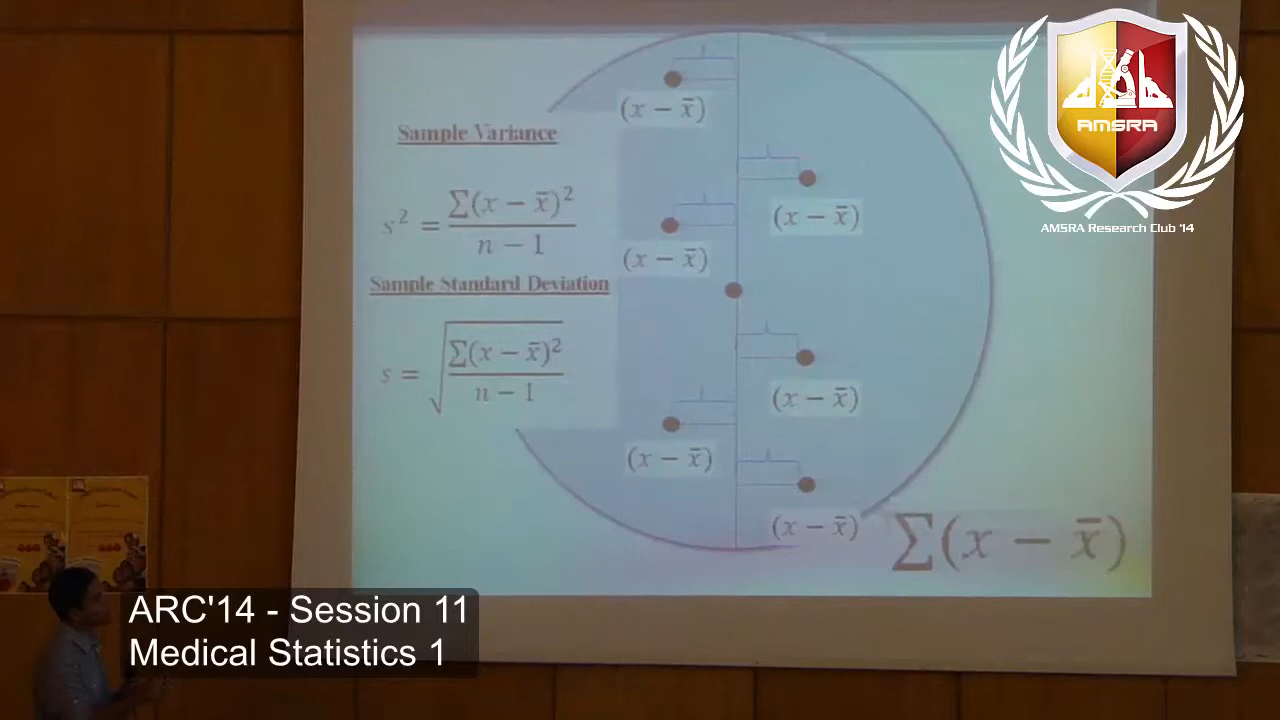 Sample Variance
s² = ∑(x − x̄)² / n − 1
Sample Standard Deviation
s = √(∑(x − x̄)² / n − 1)
(x − x̄)
(x − x̄)
(x − x̄)
(x − x̄)
(x − x̄)
(x − x̄)
∑(x − x̄)
AMSRA
AMSRA Research Club '14
ARC'14 - Session 11
Medical Statistics 1